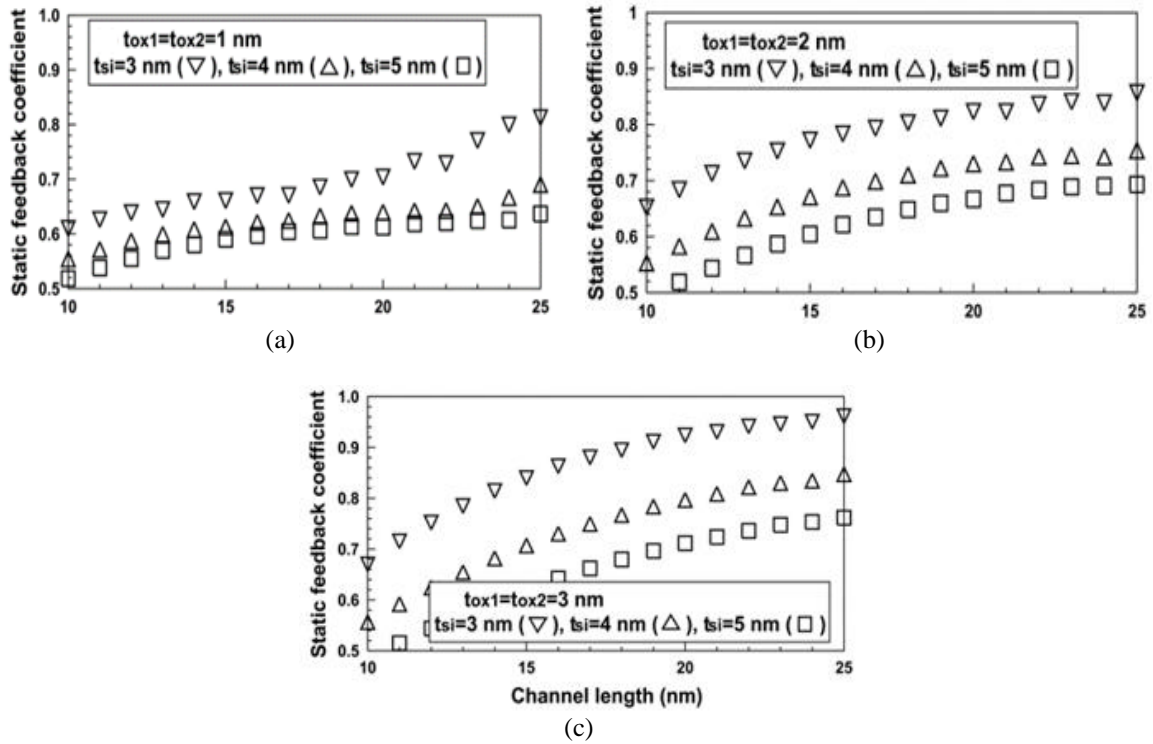 Static feedback coefficient
1.0
0.9
0.8
0.7
0.6
0.5
tox1=tox2=1 nm
tsi=3 nm (▽), tsi=4 nm (△), tsi=5 nm (□)
10 15 20 25
(a)
Static feedback coefficient
1
0.9
0.8
0.7
0.6
0.5
tox1=tox2=2 nm
tsi=3 nm (▽), tsi=4 nm (△), tsi=5 nm (□)
10 15 20 25
(b)
Static feedback coefficient
1.0
0.9
0.8
0.7
0.6
0.5
tox1=tox2=3 nm
tsi=3 nm (▽), tsi=4 nm (△), tsi=5 nm (□)
10 15 20 25
Channel length (nm)
(c)